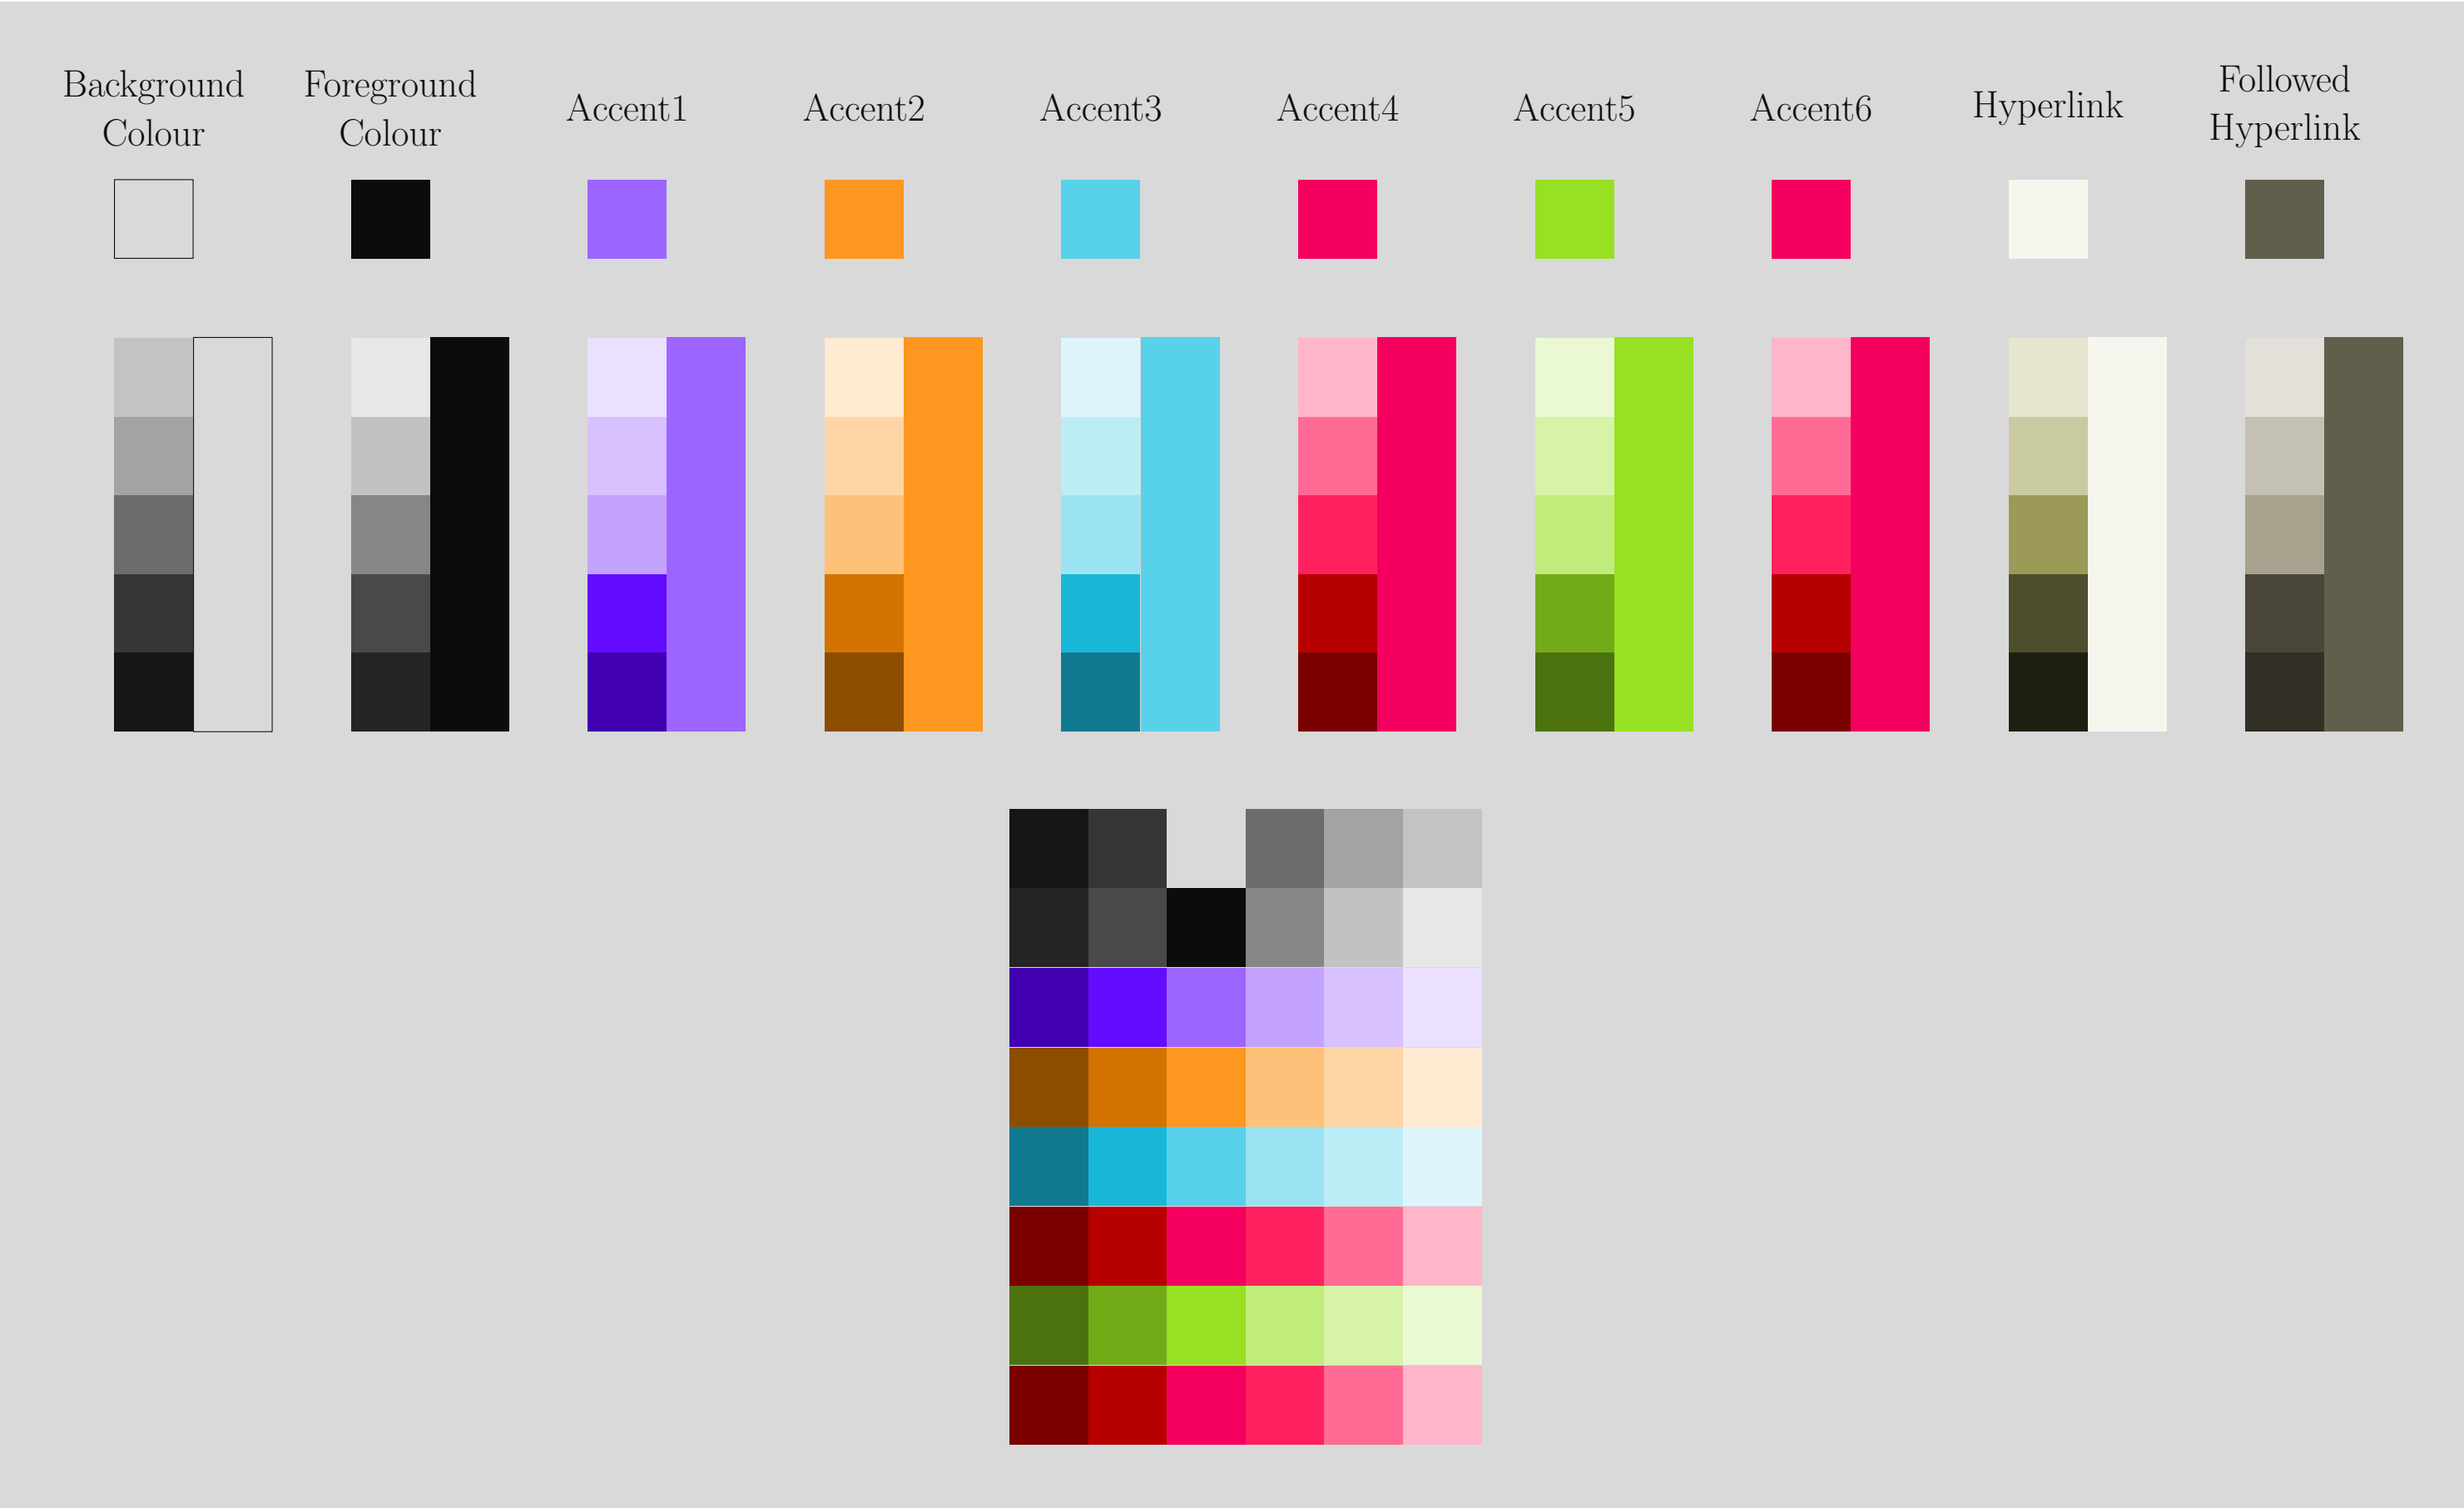 Background
Colour
Foreground
Colour
Accent1
Accent2
Accent3
Accent4
Accent5
Accent6
Hyperlink
Followed
Hyperlink